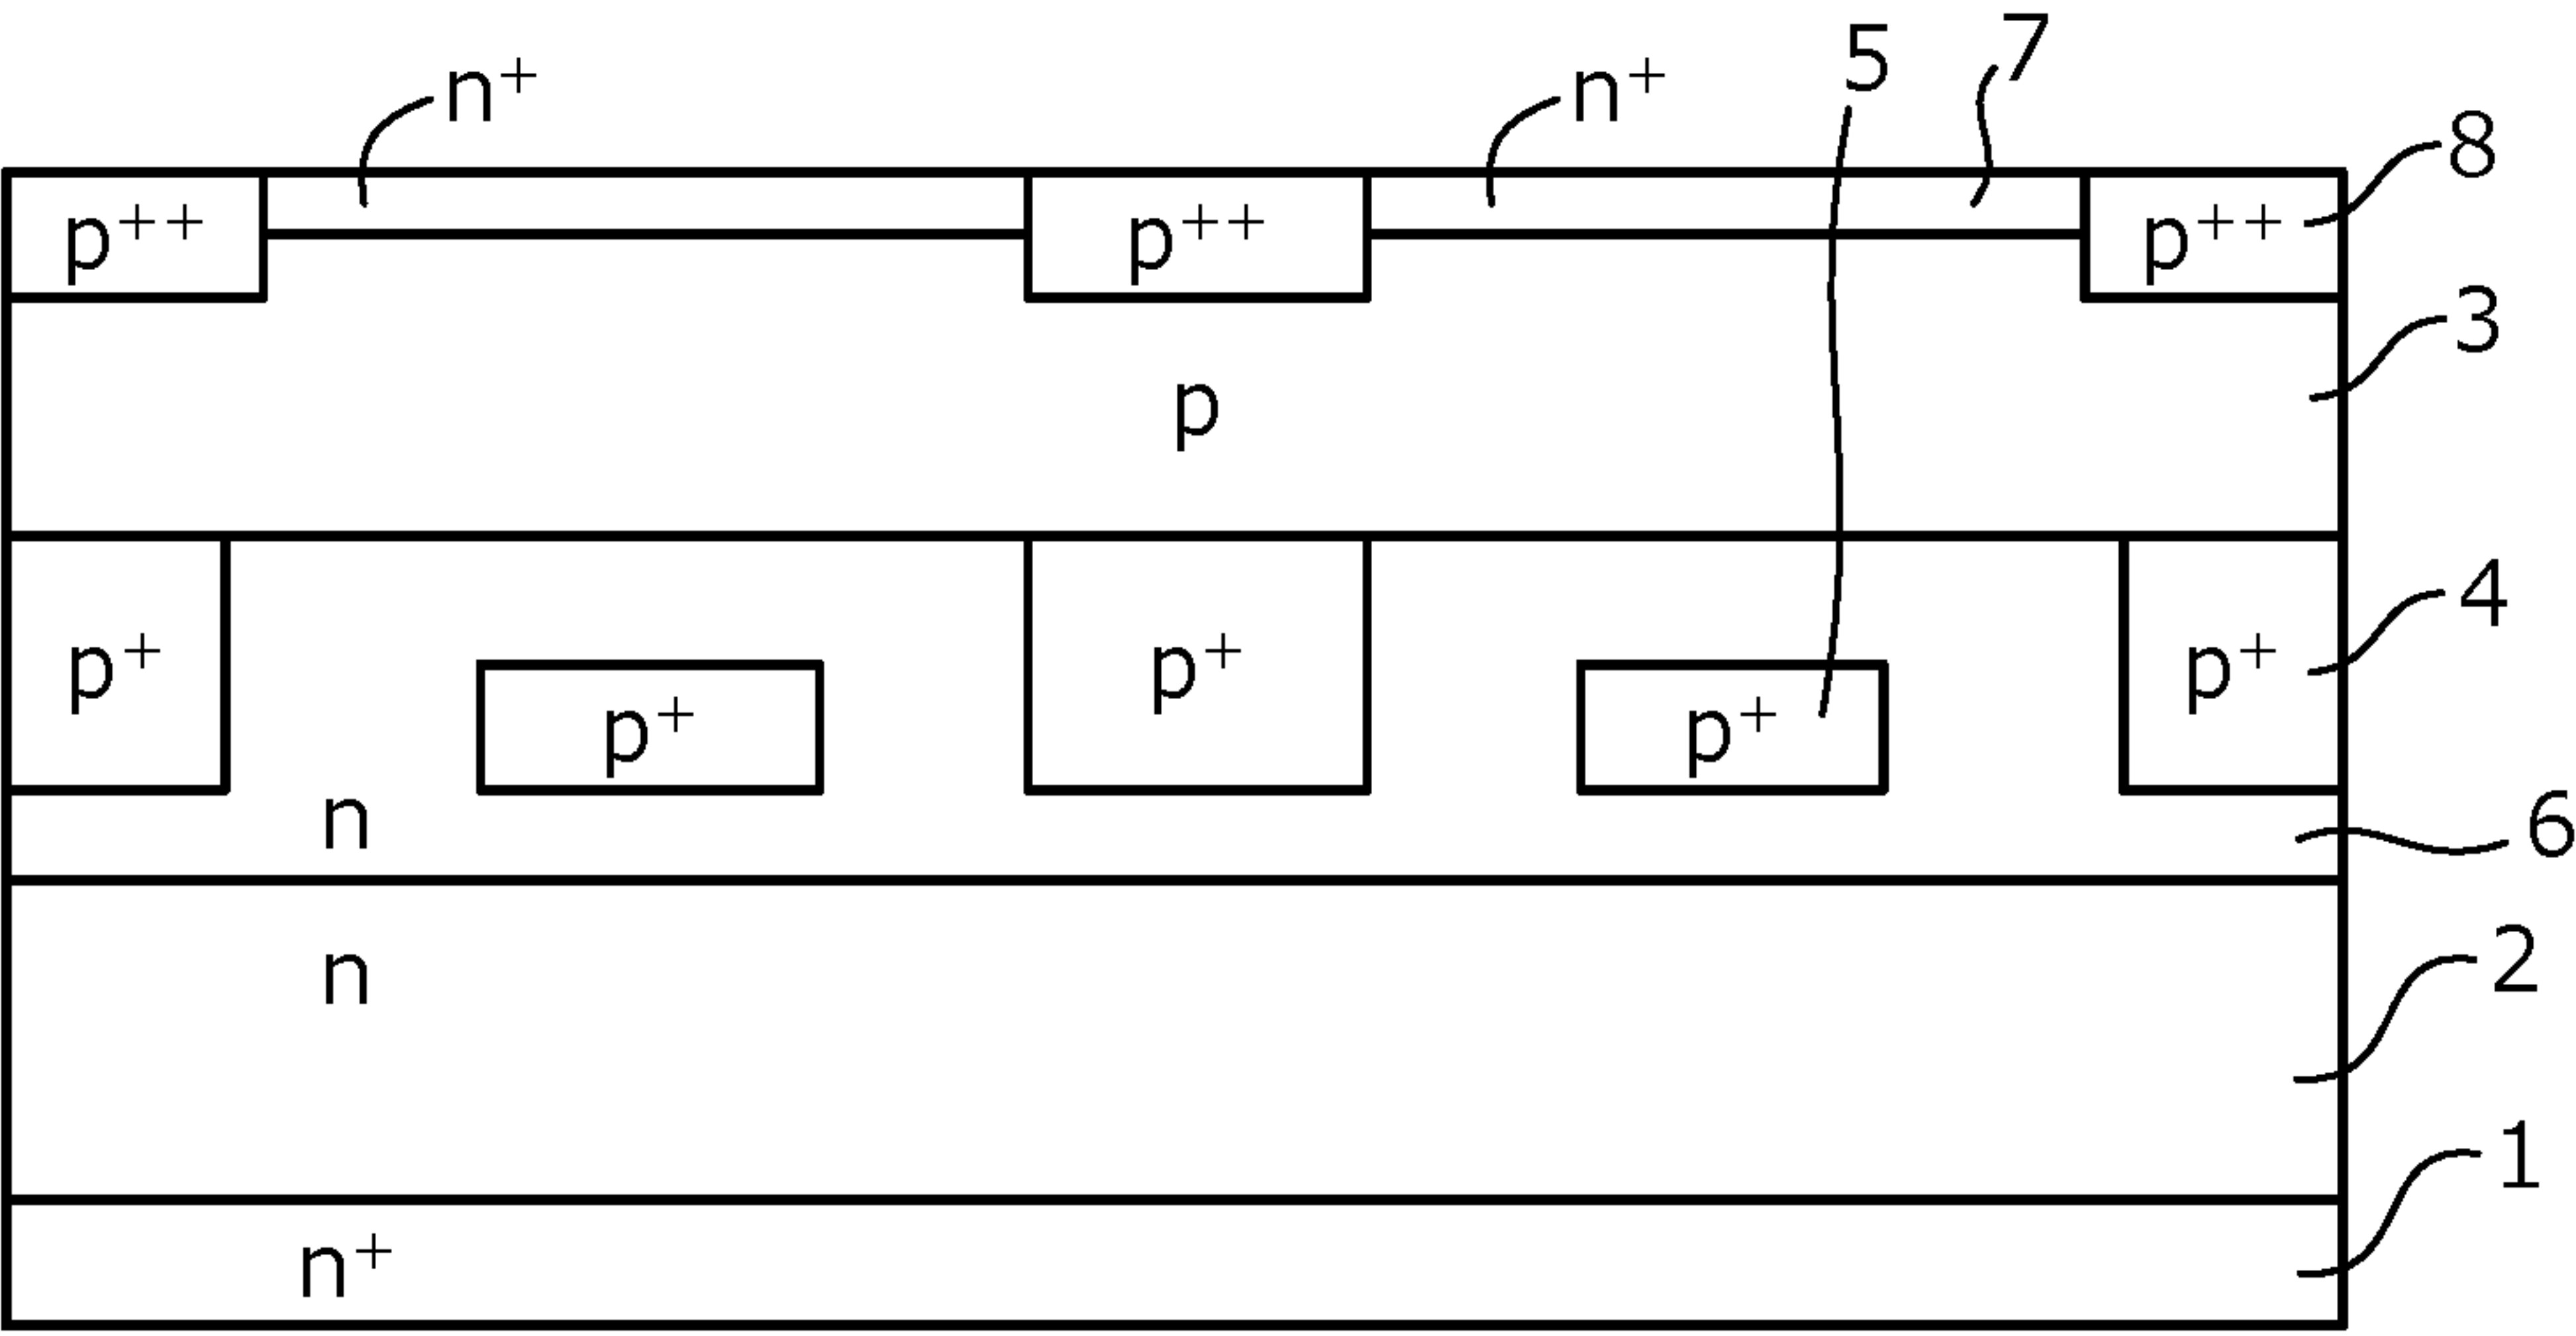 n⁺ n⁺ 5 7
p⁺⁺ p⁺⁺ p⁺⁺ 8
p 3
p⁺ p⁺ p⁺ 4
p⁺ p⁺
n 6
n 2
n⁺ 1